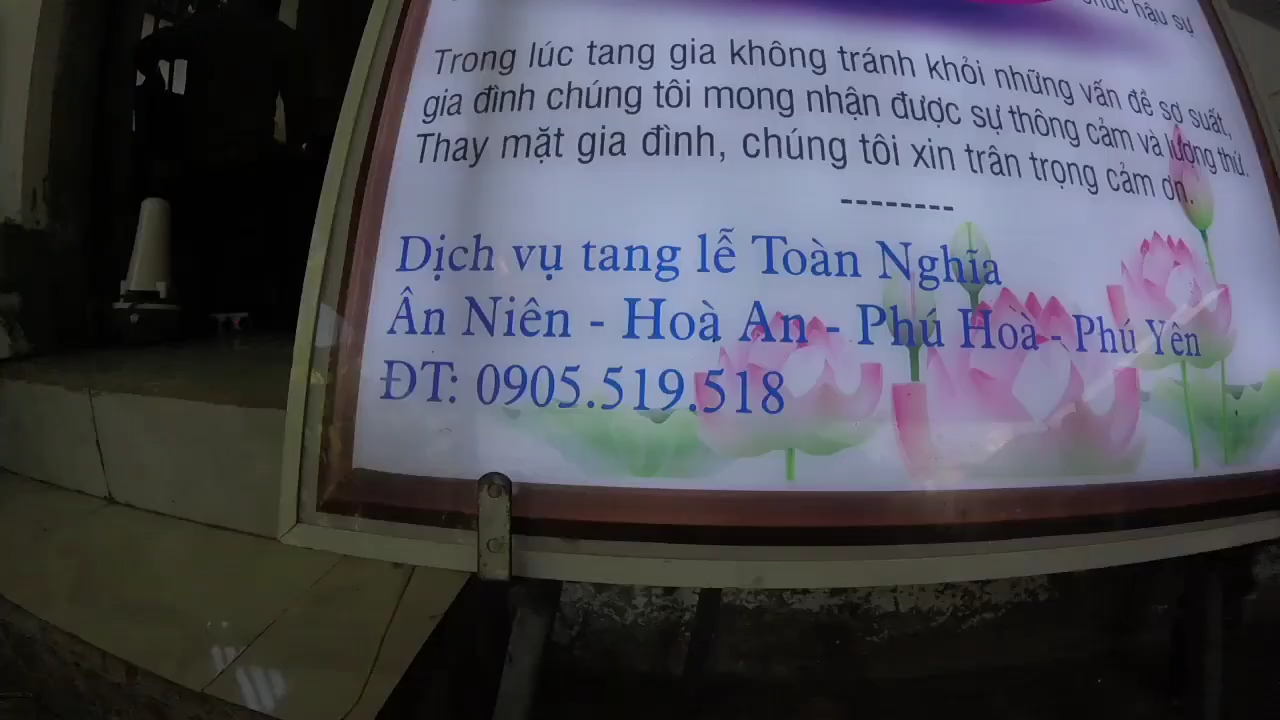 hậu sự
Trong lúc tang gia không tránh khỏi những vấn đề sơ suất,
gia đình chúng tôi mong nhận được sự thông cảm và lượng thứ.
Thay mặt gia đình, chúng tôi xin trân trọng cảm ơn.
--------
Dịch vụ tang lễ Toàn Nghĩa
Ân Niên - Hoà An - Phú Hoà - Phú Yên
ĐT: 0905.519.518